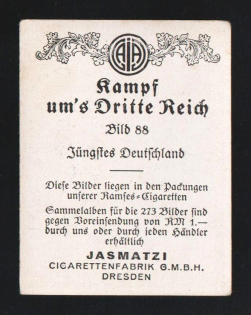 AJA
Kampf
um's Dritte Reich
Bild 88
Jüngstes Deutschland
Diese Bilder liegen in den Packungen
unserer Ramses-Cigaretten
Sammelalben für die 273 Bilder sind
gegen Voreinsendung von RM 1.—
durch uns oder durch jeden Händler
erhältlich
JASMATZI
CIGARETTENFABRIK G.M.B.H.
DRESDEN